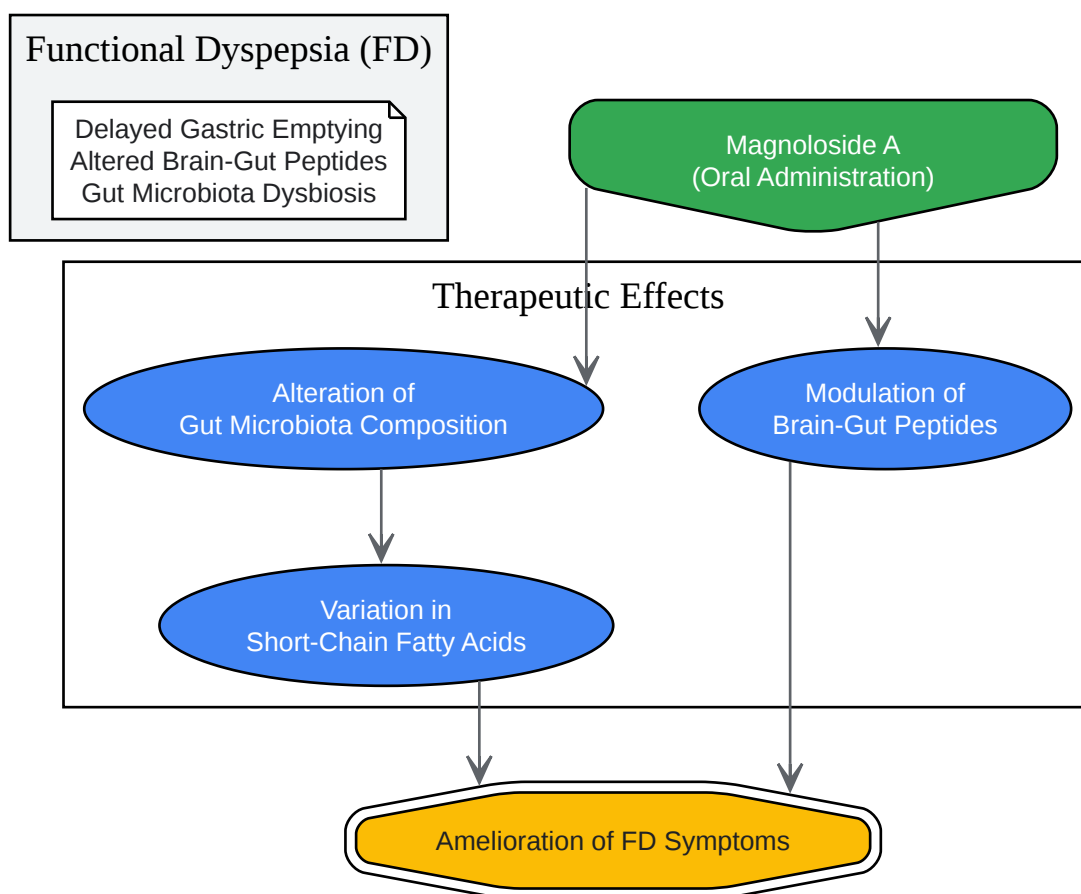 Functional Dyspepsia (FD)
Delayed Gastric Emptying
Altered Brain-Gut Peptides
Gut Microbiota Dysbiosis
Magnoloside A
(Oral Administration)
Therapeutic Effects
Alteration of
Gut Microbiota Composition
Modulation of
Brain-Gut Peptides
Variation in
Short-Chain Fatty Acids
Amelioration of FD Symptoms